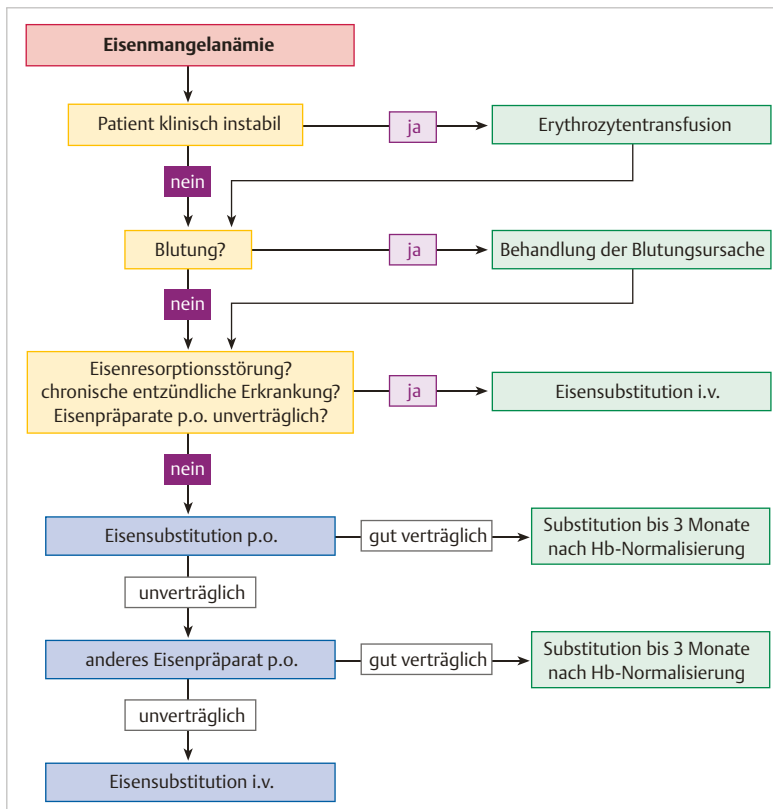 Eisenmangelanämie
Patient klinisch instabil
ja
Erythrozytentransfusion
nein
Blutung?
ja
Behandlung der Blutungsursache
nein
Eisenresorptionsstörung?
chronische entzündliche Erkrankung?
Eisenpräparate p.o. unverträglich?
ja
Eisensubstitution i.v.
nein
Eisensubstitution p.o.
gut verträglich
Substitution bis 3 Monate
nach Hb-Normalisierung
unverträglich
anderes Eisenpräparat p.o.
gut verträglich
Substitution bis 3 Monate
nach Hb-Normalisierung
unverträglich
Eisensubstitution i.v.